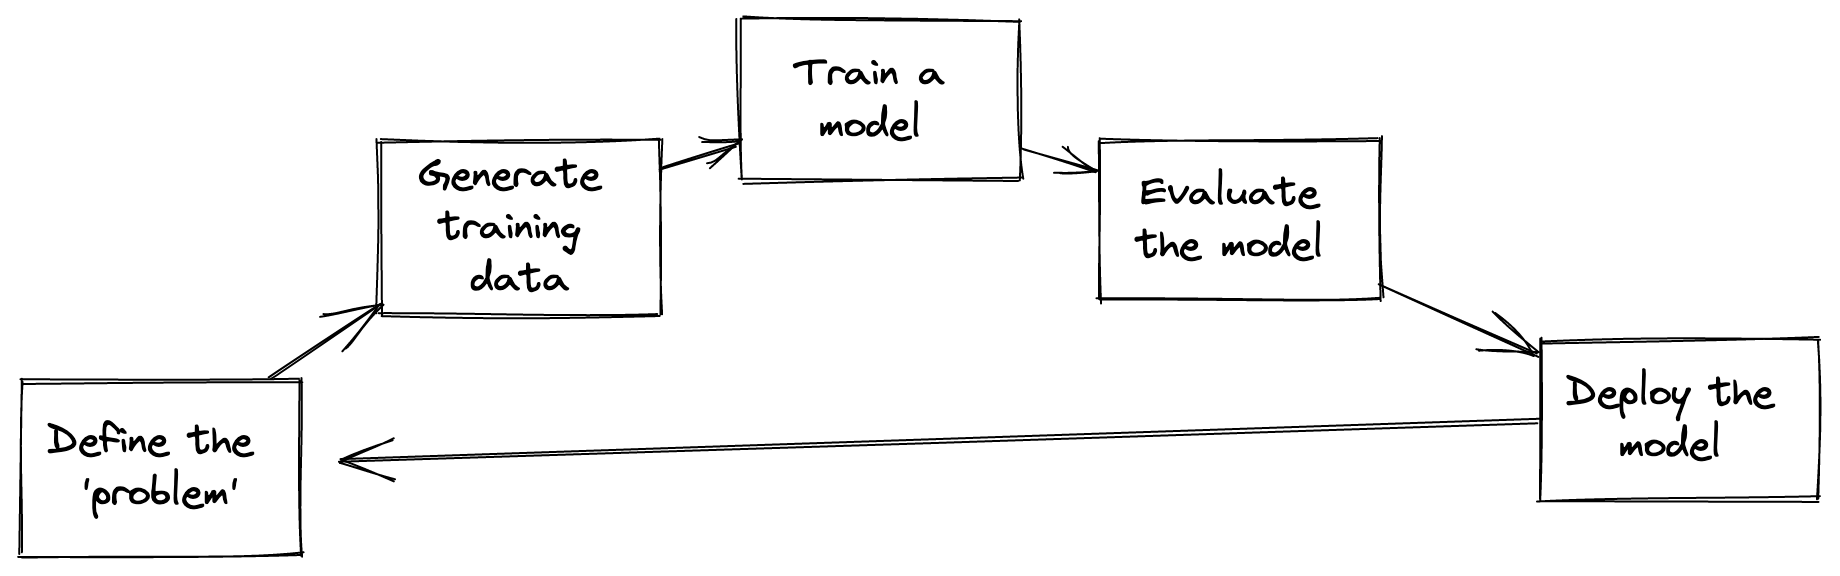 Define the
'problem'
Generate
training
data
Train a
model
Evaluate
the model
Deploy the
model